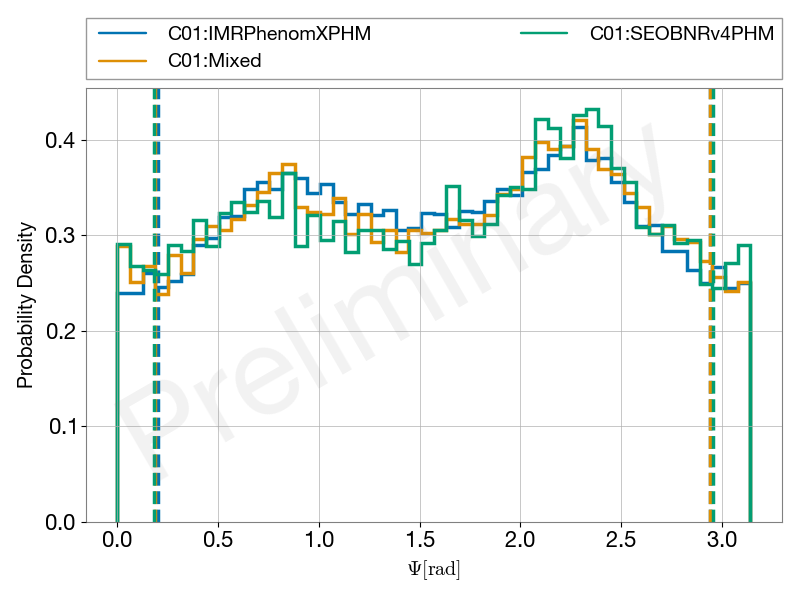 C01:IMRPhenomXPHM
C01:Mixed
C01:SEOBNRv4PHM
Preliminary
Probability Density
0.4
0.3
0.2
0.1
0.0
0.0 0.5 1.0 1.5 2.0 2.5 3.0
Ψ[rad]